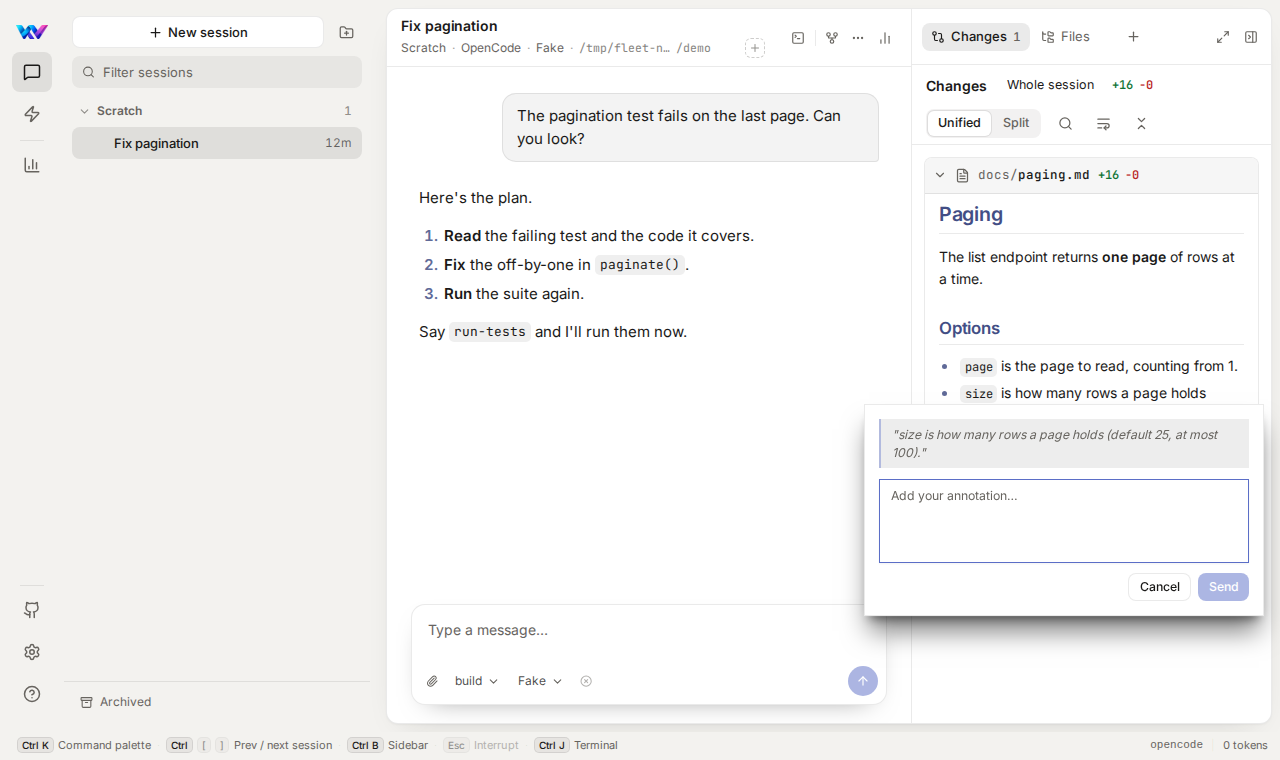 New session
Filter sessions
Scratch 1
Fix pagination 12m
Archived
Fix pagination
Scratch · OpenCode · Fake · /tmp/fleet-n… /demo
The pagination test fails on the last page. Can
you look?
Here's the plan.
1. Read the failing test and the code it covers.
2. Fix the off-by-one in paginate().
3. Run the suite again.
Say run-tests and I'll run them now.
Type a message...
build Fake
Changes 1 Files
Changes Whole session +16 -0
Unified Split
docs/paging.md +16 -0
Paging
The list endpoint returns one page of rows at
a time.
Options
page is the page to read, counting from 1.
size is how many rows a page holds
"size is how many rows a page holds (default 25, at most
100)."
Add your annotation...
Cancel Send
Ctrl K Command palette Ctrl [ ] Prev / next session Ctrl B Sidebar Esc Interrupt Ctrl J Terminal opencode 0 tokens